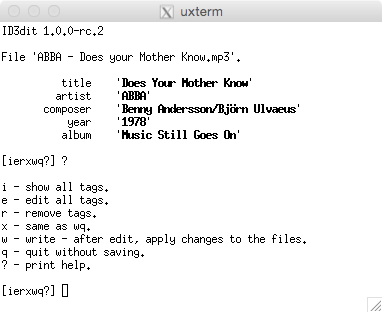 uxterm
ID3dit 1.0.0-rc.2
File 'ABBA - Does your Mother Know.mp3'.
title 'Does Your Mother Know'
artist 'ABBA'
composer 'Benny Andersson/Björn Ulvaeus'
year '1978'
album 'Music Still Goes On'
[ierxwq?] ?
i - show all tags.
e - edit all tags.
r - remove tags.
x - same as wq.
w - write - after edit, apply changes to the files.
q - quit without saving.
? - print help.
[ierxwq?]